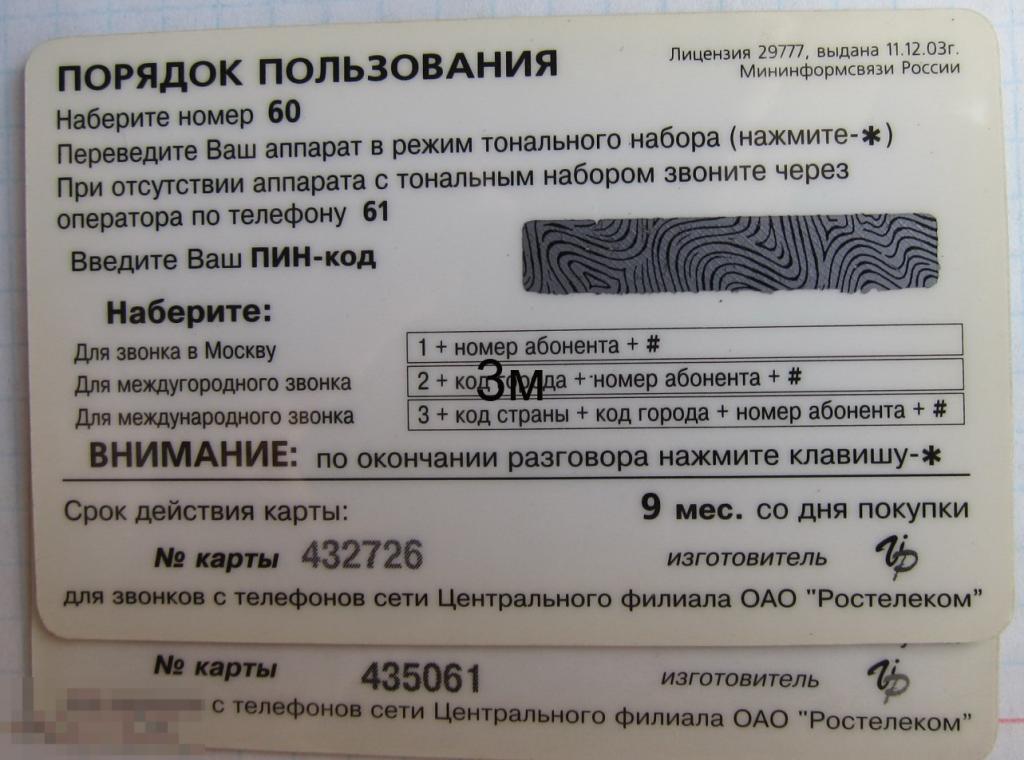 ПОРЯДОК ПОЛЬЗОВАНИЯ
Лицензия 29777, выдана 11.12.03г.
Мининформсвязи России
Наберите номер 60
Переведите Ваш аппарат в режим тонального набора (нажмите-*)
При отсутствии аппарата с тональным набором звоните через
оператора по телефону 61
Введите Ваш ПИН-код
Наберите:
Для звонка в Москву 1 + номер абонента + #
Для междугородного звонка 2 + код города + номер абонента + #
3м
Для международного звонка 3 + код страны + код города + номер абонента + #
ВНИМАНИЕ: по окончании разговора нажмите клавишу-*
Срок действия карты: 9 мес. со дня покупки
№ карты 432726 изготовитель
для звонков с телефонов сети Центрального филиала ОАО "Ростелеком"
№ карты 435061 изготовитель
с телефонов сети Центрального филиала ОАО "Ростелеком"